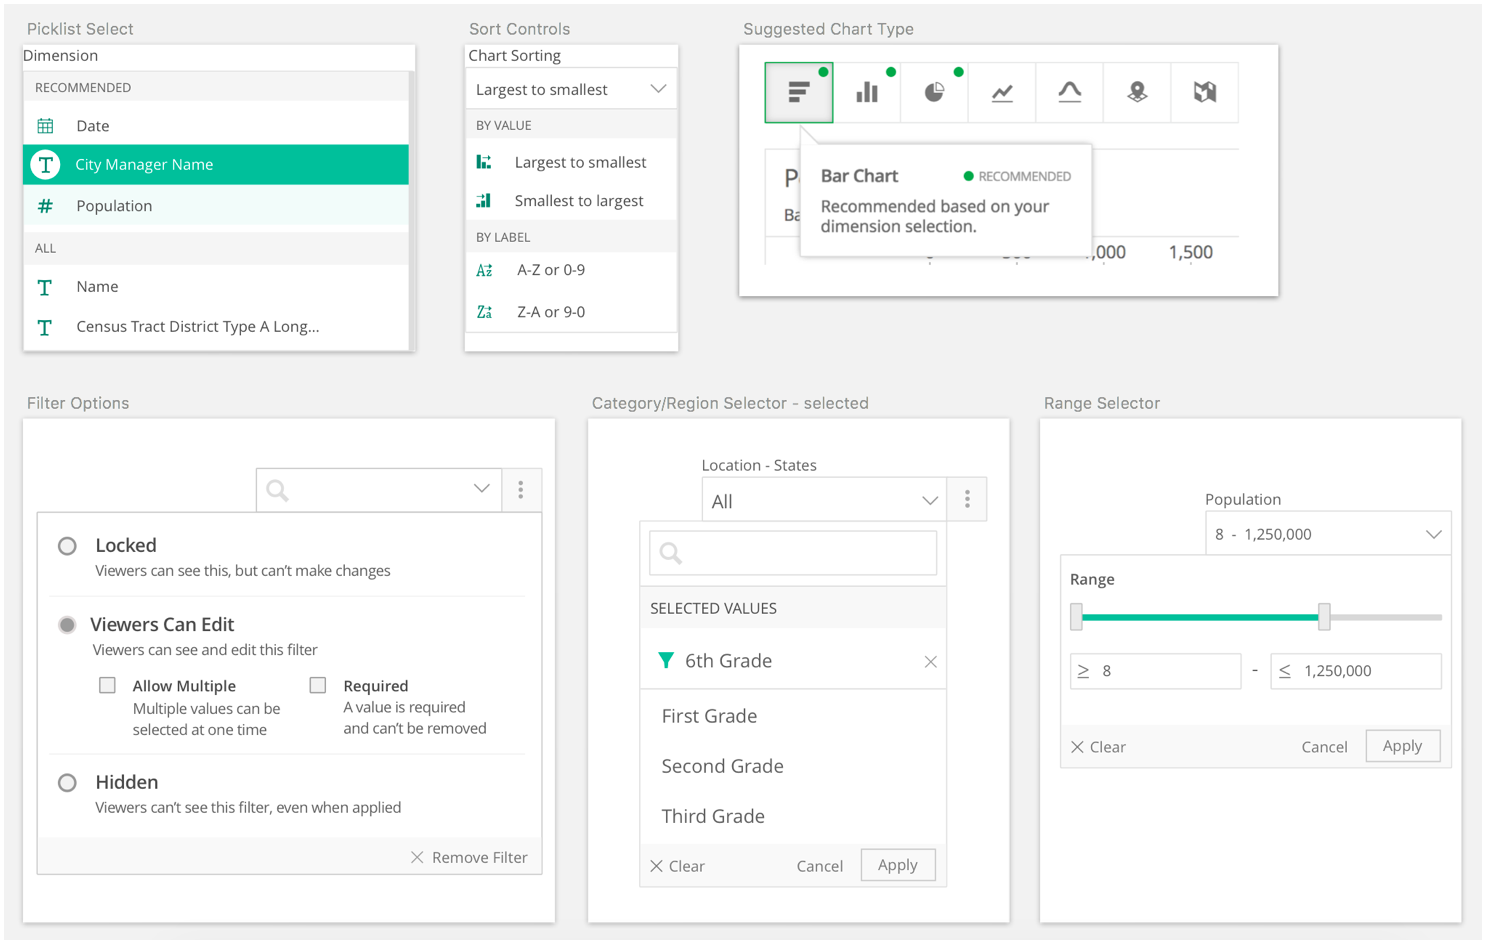 Picklist Select
Dimension
RECOMMENDED
Date
T City Manager Name
# Population
ALL
T Name
T Census Tract District Type A Long...
Sort Controls
Chart Sorting
Largest to smallest
BY VALUE
Largest to smallest
Smallest to largest
BY LABEL
Az A-Z or 0-9
Za Z-A or 9-0
Suggested Chart Type
Bar Chart
RECOMMENDED
Recommended based on your
dimension selection.
1,500
Filter Options
Locked
Viewers can see this, but can't make changes
Viewers Can Edit
Viewers can see and edit this filter
Allow Multiple
Multiple values can be
selected at one time
Required
A value is required
and can't be removed
Hidden
Viewers can't see this filter, even when applied
Remove Filter
Category/Region Selector - selected
Location - States
All
SELECTED VALUES
6th Grade
First Grade
Second Grade
Third Grade
Clear
Cancel
Apply
Range Selector
Population
8 - 1,250,000
Range
≥ 8 - ≤ 1,250,000
Clear
Cancel
Apply